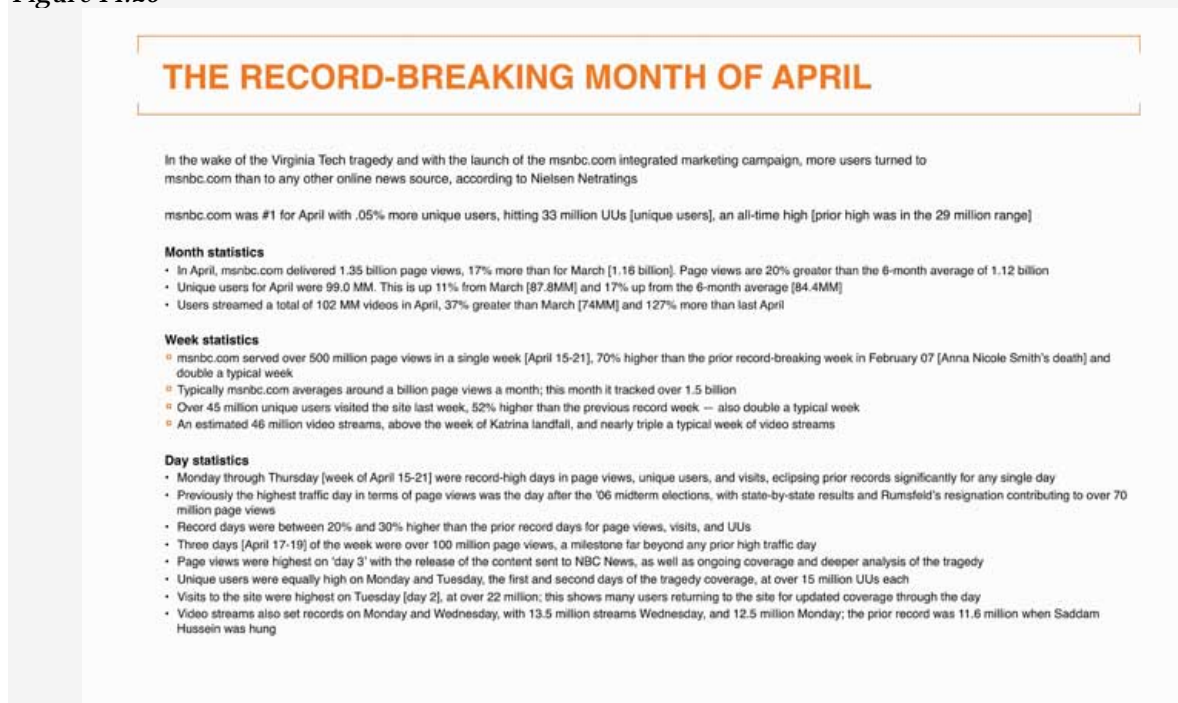 THE RECORD-BREAKING MONTH OF APRIL
In the wake of the Virginia Tech tragedy and with the launch of the msnbc.com integrated marketing campaign, more users turned to
msnbc.com than to any other online news source, according to Nielsen Netratings
msnbc.com was #1 for April with .05% more unique users, hitting 33 million UUs [unique users], an all-time high [prior high was in the 29 million range]
Month statistics
• In April, msnbc.com delivered 1.35 billion page views, 17% more than for March [1.16 billion]. Page views are 20% greater than the 6-month average of 1.12 billion
• Unique users for April were 99.0 MM. This is up 11% from March [87.8MM] and 17% up from the 6-month average [84.4MM]
• Users streamed a total of 102 MM videos in April, 37% greater than March [74MM] and 127% more than last April
Week statistics
¤ msnbc.com served over 500 million page views in a single week [April 15-21], 70% higher than the prior record-breaking week in February 07 [Anna Nicole Smith's death] and
double a typical week
¤ Typically msnbc.com averages around a billion page views a month; this month it tracked over 1.5 billion
¤ Over 45 million unique users visited the site last week, 52% higher than the previous record week — also double a typical week
¤ An estimated 46 million video streams, above the week of Katrina landfall, and nearly triple a typical week of video streams
Day statistics
• Monday through Thursday [week of April 15-21] were record-high days in page views, unique users, and visits, eclipsing prior records significantly for any single day
• Previously the highest traffic day in terms of page views was the day after the '06 midterm elections, with state-by-state results and Rumsfeld's resignation contributing to over 70
million page views
• Record days were between 20% and 30% higher than the prior record days for page views, visits, and UUs
• Three days [April 17-19] of the week were over 100 million page views, a milestone far beyond any prior high traffic day
• Page views were highest on 'day 3' with the release of the content sent to NBC News, as well as ongoing coverage and deeper analysis of the tragedy
• Unique users were equally high on Monday and Tuesday, the first and second days of the tragedy coverage, at over 15 million UUs each
• Visits to the site were highest on Tuesday [day 2], at over 22 million; this shows many users returning to the site for updated coverage through the day
• Video streams also set records on Monday and Wednesday, with 13.5 million streams Wednesday, and 12.5 million Monday; the prior record was 11.6 million when Saddam
Hussein was hung